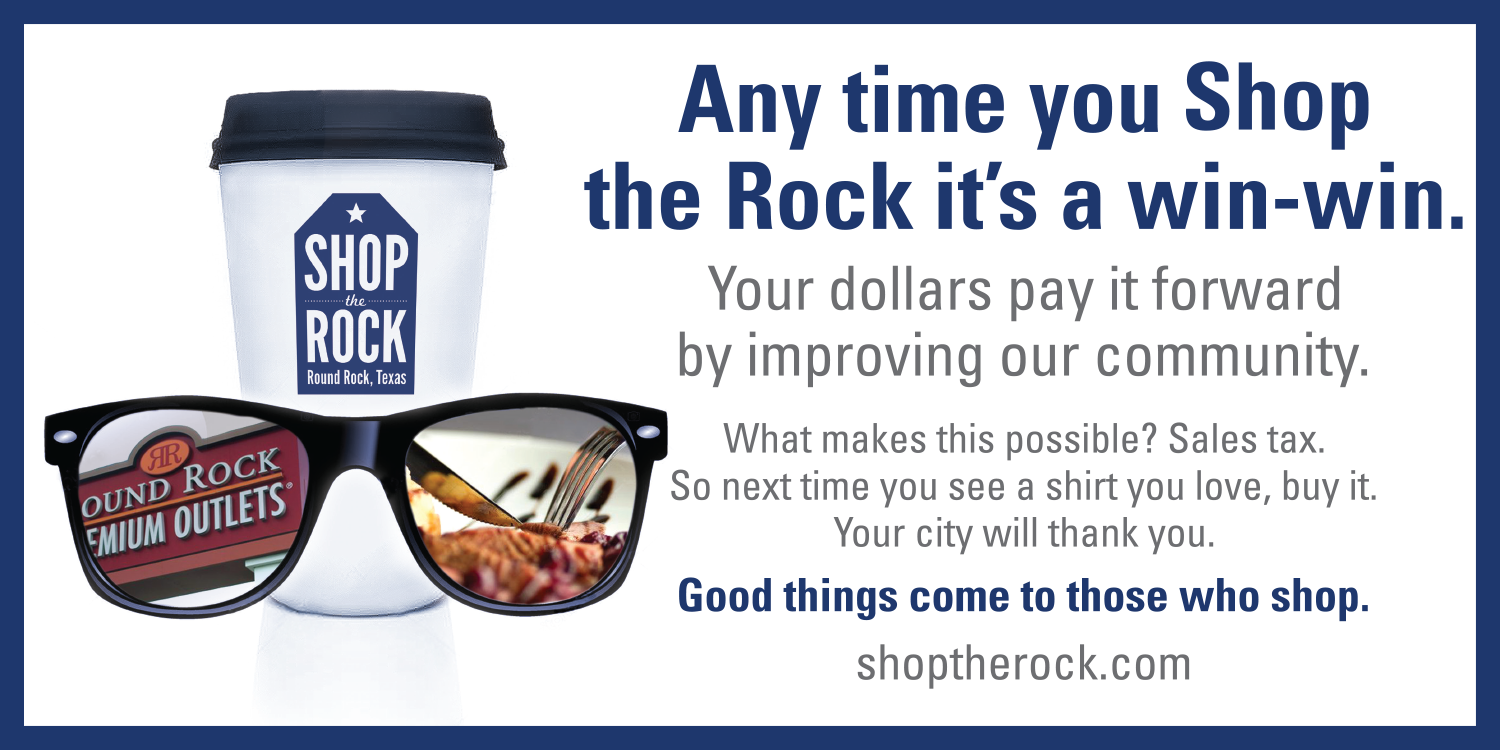 SHOP
the
ROCK
Round Rock, Texas
RR
OUND ROCK
EMIUM OUTLETS®
Any time you Shop
the Rock it's a win-win.
Your dollars pay it forward
by improving our community.
What makes this possible? Sales tax.
So next time you see a shirt you love, buy it.
Your city will thank you.
Good things come to those who shop.
shoptherock.com